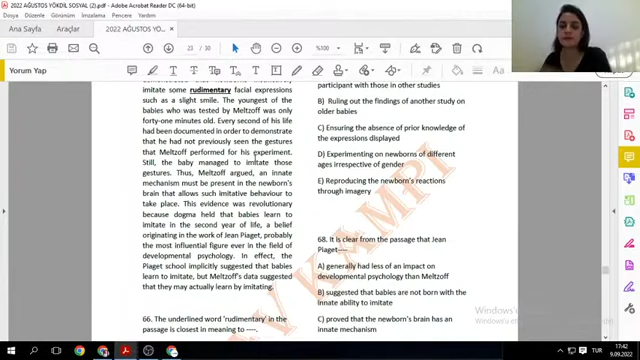 2022 AĞUSTOS YÖKDİL SOSYAL (2).pdf - Adobe Acrobat Reader DC (64-bit)
Dosya Düzenle Görünüm İmzalama Pencere Yardım
Ana Sayfa Araçlar 2022 AĞUSTOS YÖKDİL ... ×
23 / 30 %100
Yorum Yap
imitate some rudimentary facial expressions
such as a slight smile. The youngest of the
babies who was tested by Meltzoff was only
forty-one minutes old. Every second of his
life had been documented in order to demonstrate
that he had not previously seen the gestures
that Meltzoff performed for his experiment.
Still, the baby managed to imitate those
gestures. Thus, Meltzoff argued, an innate
mechanism must be present in the newborn's
brain that allows such imitative behaviour to
take place. This evidence was revolutionary
because dogma held that babies learn to
imitate in the second year of life, a belief
originating in the work of Jean Piaget, probably
the most influential figure ever in the field of
developmental psychology. In effect, the
Piaget school implicitly suggested that babies
learn to imitate, but Meltzoff's data suggested
that they may actually learn by imitating.
66. The underlined word 'rudimentary' in the
passage is closest in meaning to ----.
participant with those in other studies
B) Ruling out the findings of another study on
older babies
C) Ensuring the absence of prior knowledge of
the expressions displayed
D) Experimenting on newborns of different
ages irrespective of gender
E) Reproducing the newborn's reactions
through imagery
68. It is clear from the passage that Jean
Piaget----
A) generally had less of an impact on
developmental psychology than Meltzoff
B) suggested that babies are not born with the
innate ability to imitate
C) proved that the newborn's brain has an
innate mechanism
KAMPI
TUR
17:42
9.09.2022